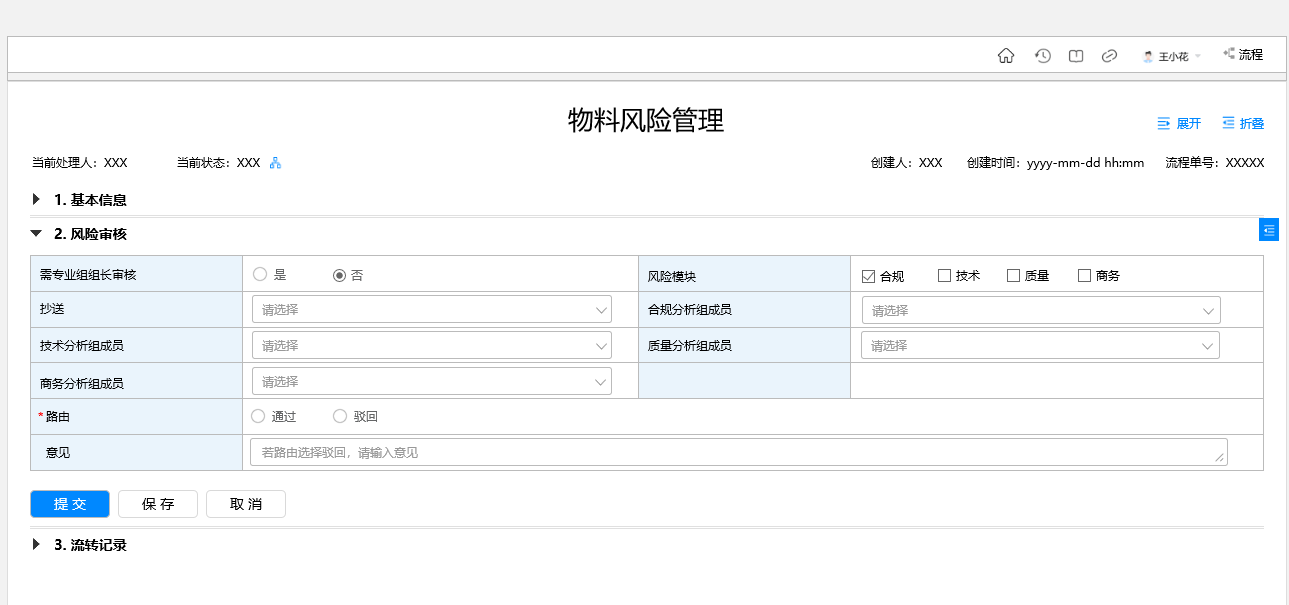 王小花 流程
物料风险管理
展开 折叠
当前处理人：XXX 当前状态：XXX 创建人：XXX 创建时间：yyyy-mm-dd hh:mm 流程单号：XXXXX
1. 基本信息
2. 风险审核
需专业组组长审核 是 否 风险模块 合规 技术 质量 商务
抄送 请选择 合规分析组成员 请选择
技术分析组成员 请选择 质量分析组成员 请选择
商务分析组成员 请选择
*路由 通过 驳回
意见 若路由选择驳回，请输入意见
提 交 保 存 取 消
3. 流转记录